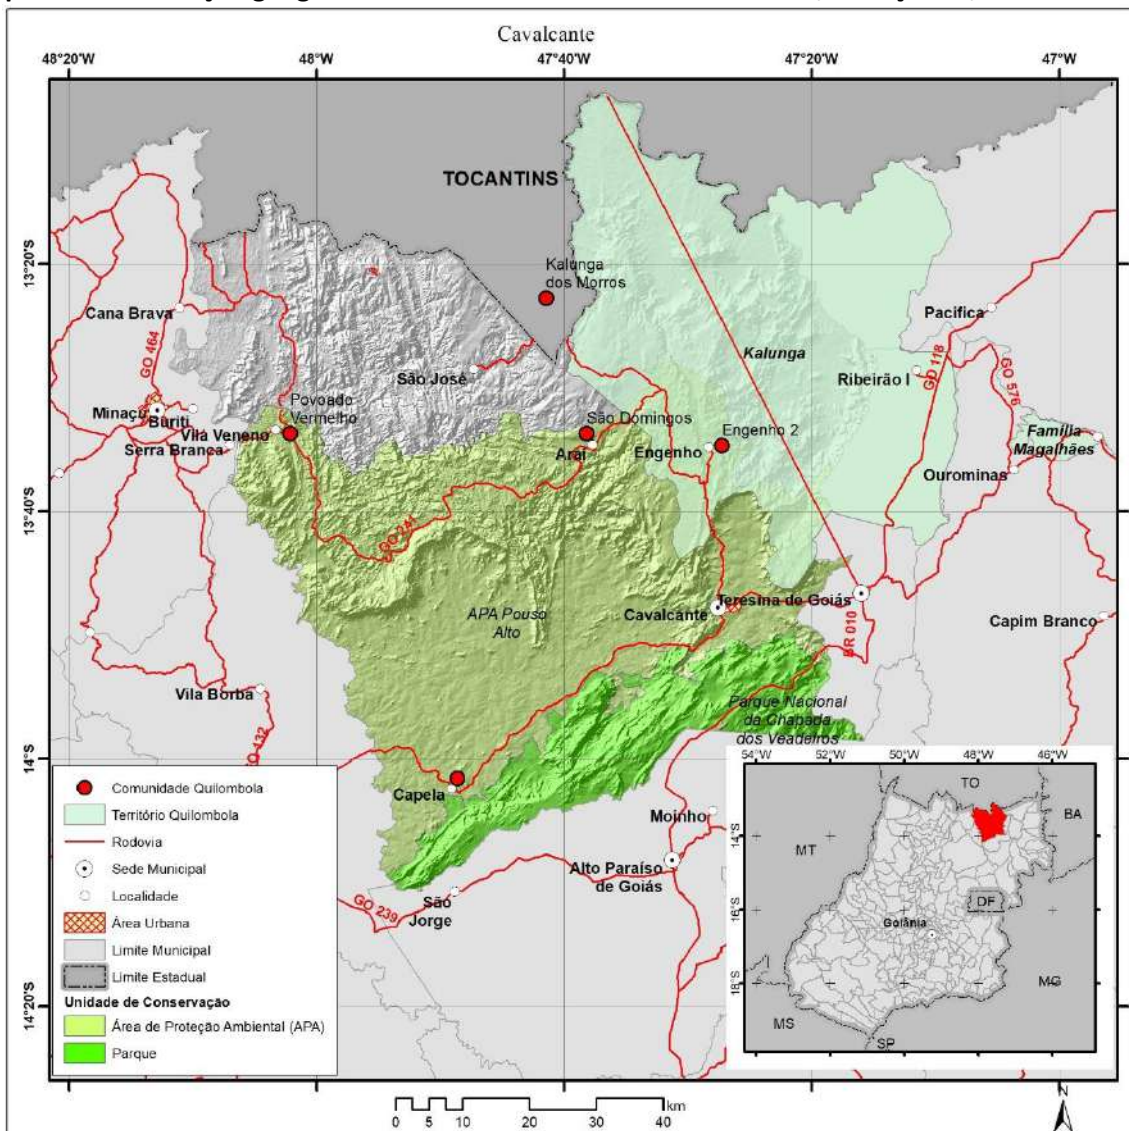 Cavalcante
48°20'W
48°W
47°40'W
47°20'W
47°W
TOCANTINS
13°20'S
Kalunga
dos Morros
Cana Brava
Pacifica
GO 464
Kalunga
GO 118
São José
Ribeirão I
GO 576
Minaçu
Buriti
Povoado
Vermelho
São Domingos
Vila Veneno
Engenho 2
Serra Branca
Arai
Engenho
Família
Magalhães
Ourominas
13°40'S
GO 241
APA Pouso
Alto
Cavalcante
Teresina de Goiás
BR 010
Capim Branco
Vila Borba
Parque Nacional
da Chapada
dos Veadeiros
14°S
Capela
Moinho
Alto Paraíso
de Goiás
São
Jorge
GO 239
14°20'S
Comunidade Quilombola
Território Quilombola
Rodovia
Sede Municipal
Localidade
Área Urbana
Limite Municipal
Limite Estadual
Unidade de Conservação
Área de Proteção Ambiental (APA)
Parque
54°W
52°W
50°W
48°W
46°W
TO
BA
14°S
MT
DF
16°S
Goiânia
18°S
MG
MS
SP
km
0
5
10
20
30
40
N